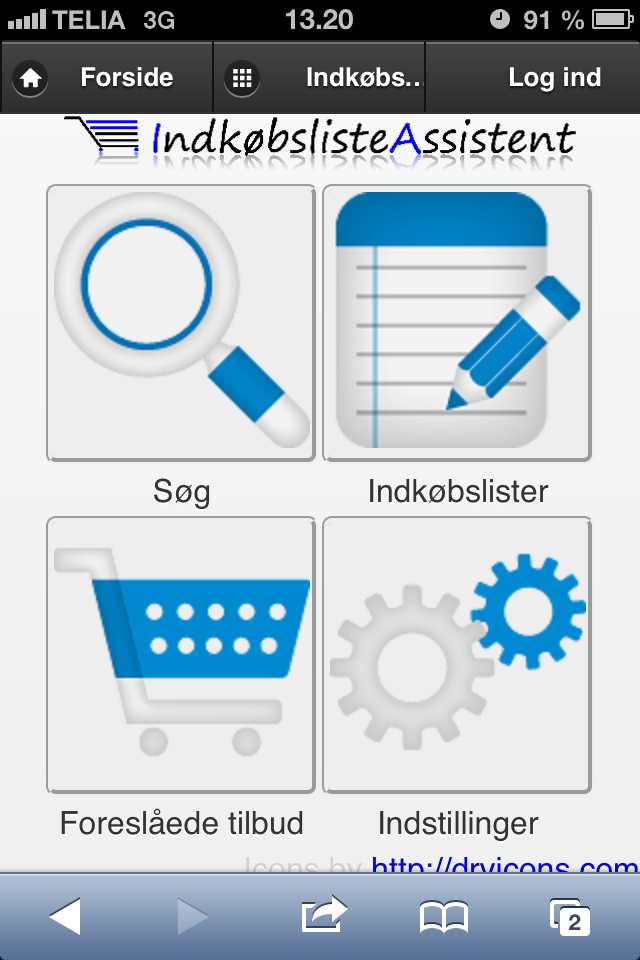 TELIA 3G 13.20 91 %
Forside Indkøbs... Log ind
IndkøbslisteAssistent
Søg Indkøbslister
Foreslåede tilbud Indstillinger
Icons by http://dryicons.com
2